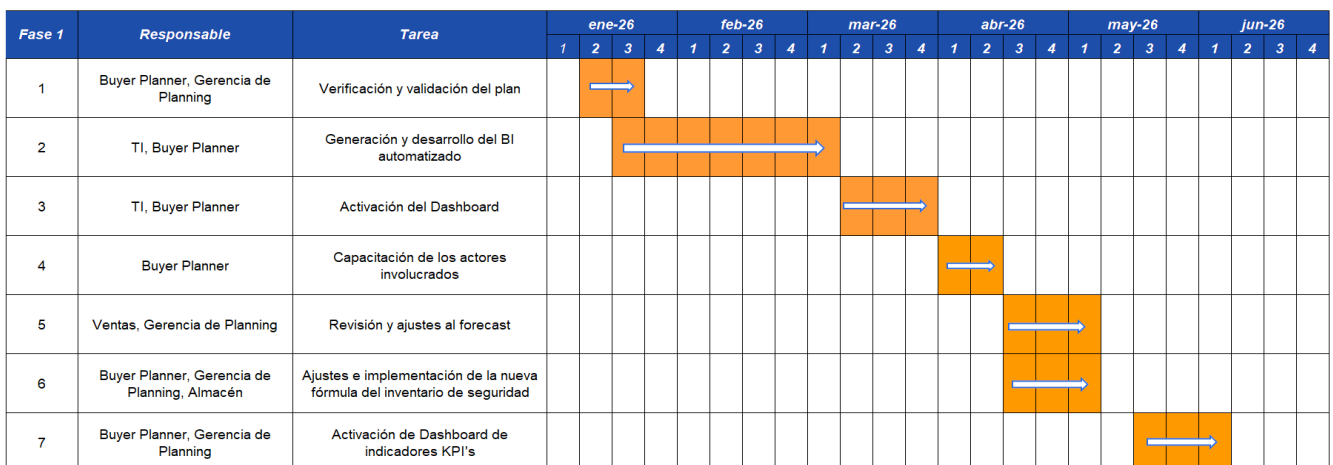 Fase 1 Responsable Tarea ene-26 feb-26 mar-26 abr-26 may-26 jun-26
1 2 3 4 1 2 3 4 1 2 3 4 1 2 3 4 1 2 3 4 1 2 3 4
1 Buyer Planner, Gerencia de Planning Verificación y validación del plan
2 TI, Buyer Planner Generación y desarrollo del BI automatizado
3 TI, Buyer Planner Activación del Dashboard
4 Buyer Planner Capacitación de los actores involucrados
5 Ventas, Gerencia de Planning Revisión y ajustes al forecast
6 Buyer Planner, Gerencia de Planning, Almacén Ajustes e implementación de la nueva fórmula del inventario de seguridad
7 Buyer Planner, Gerencia de Planning Activación de Dashboard de indicadores KPI's